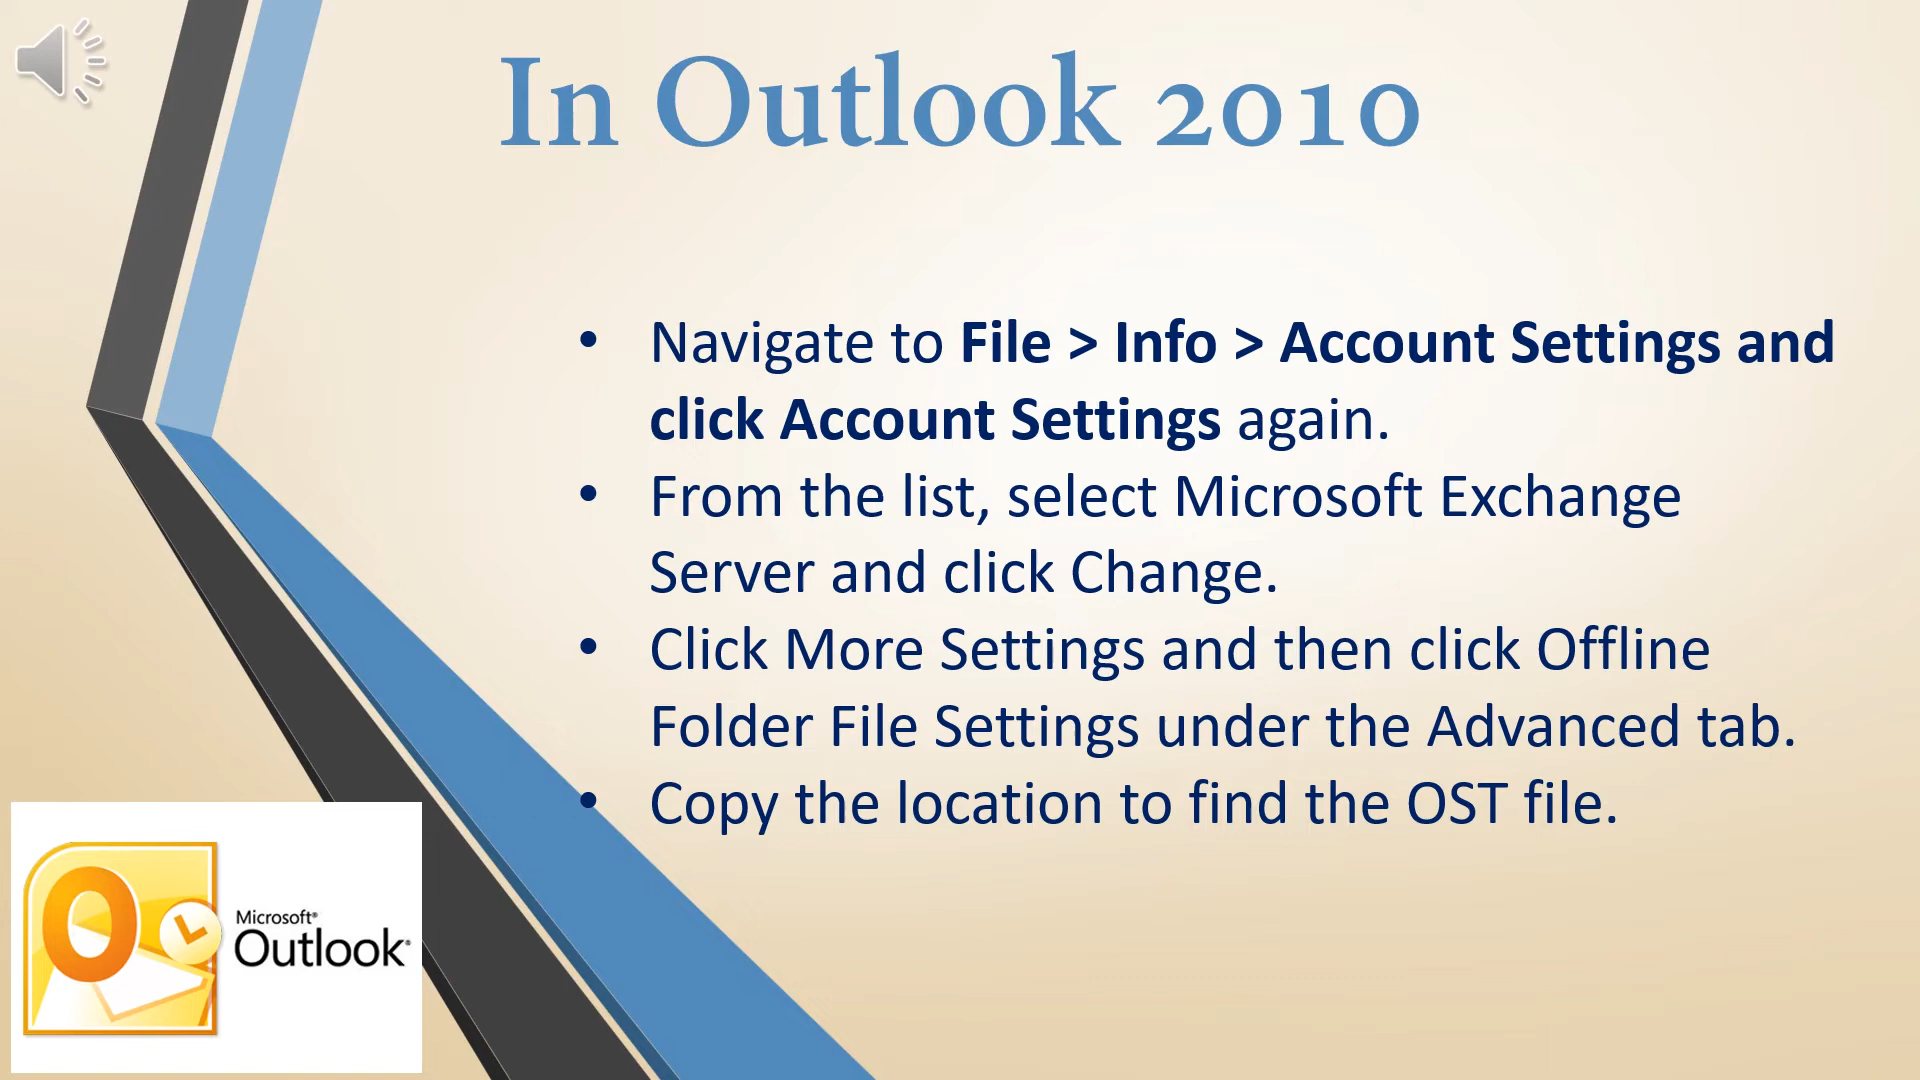 In Outlook 2010
• Navigate to File > Info > Account Settings and
click Account Settings again.
• From the list, select Microsoft Exchange
Server and click Change.
• Click More Settings and then click Offline
Folder File Settings under the Advanced tab.
• Copy the location to find the OST file.
Microsoft®
Outlook®